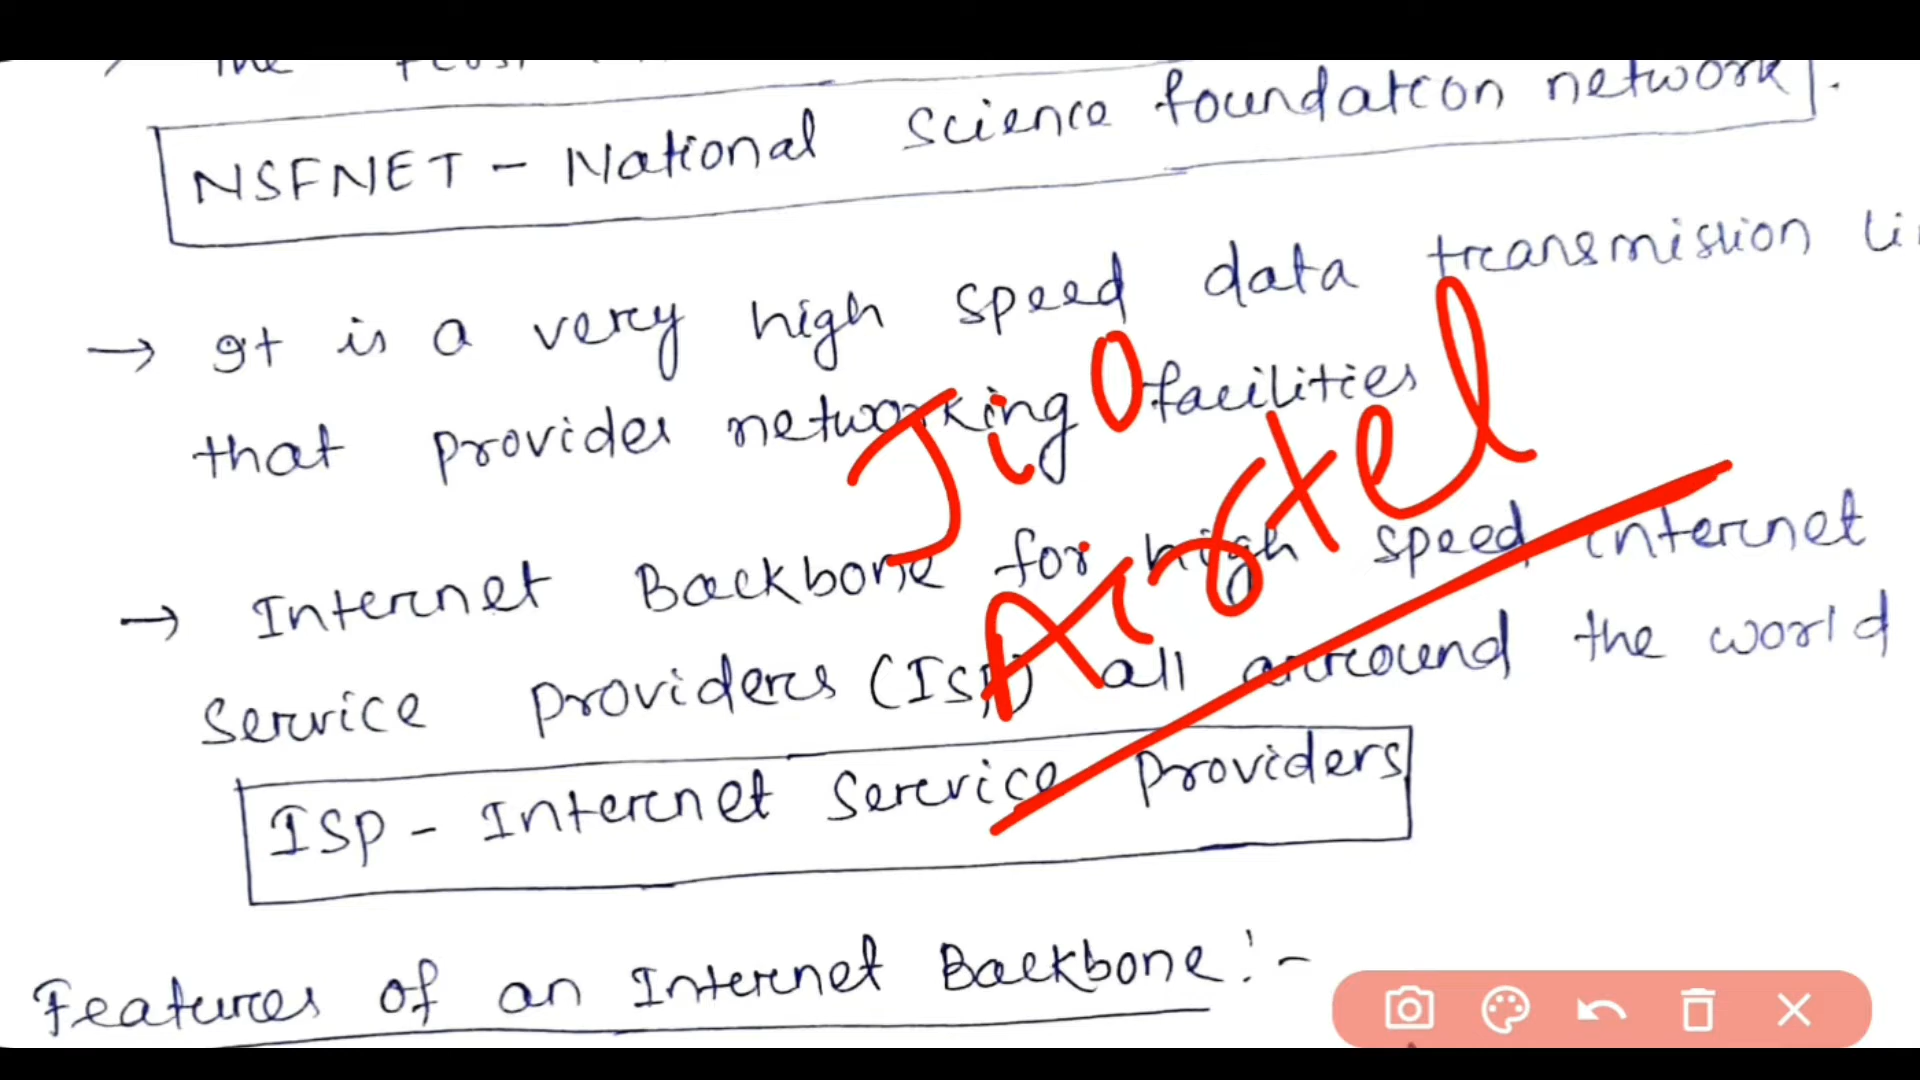 The
NSFNET - National Science foundation network.
→ It is a very high speed data transmission
that provides networking facilities
Jio
Airtel
→ Internet Backbone for high speed internet
Service Providers (ISP) all around the world
ISP - Internet Service Providers
Features of an Internet Backbone :-